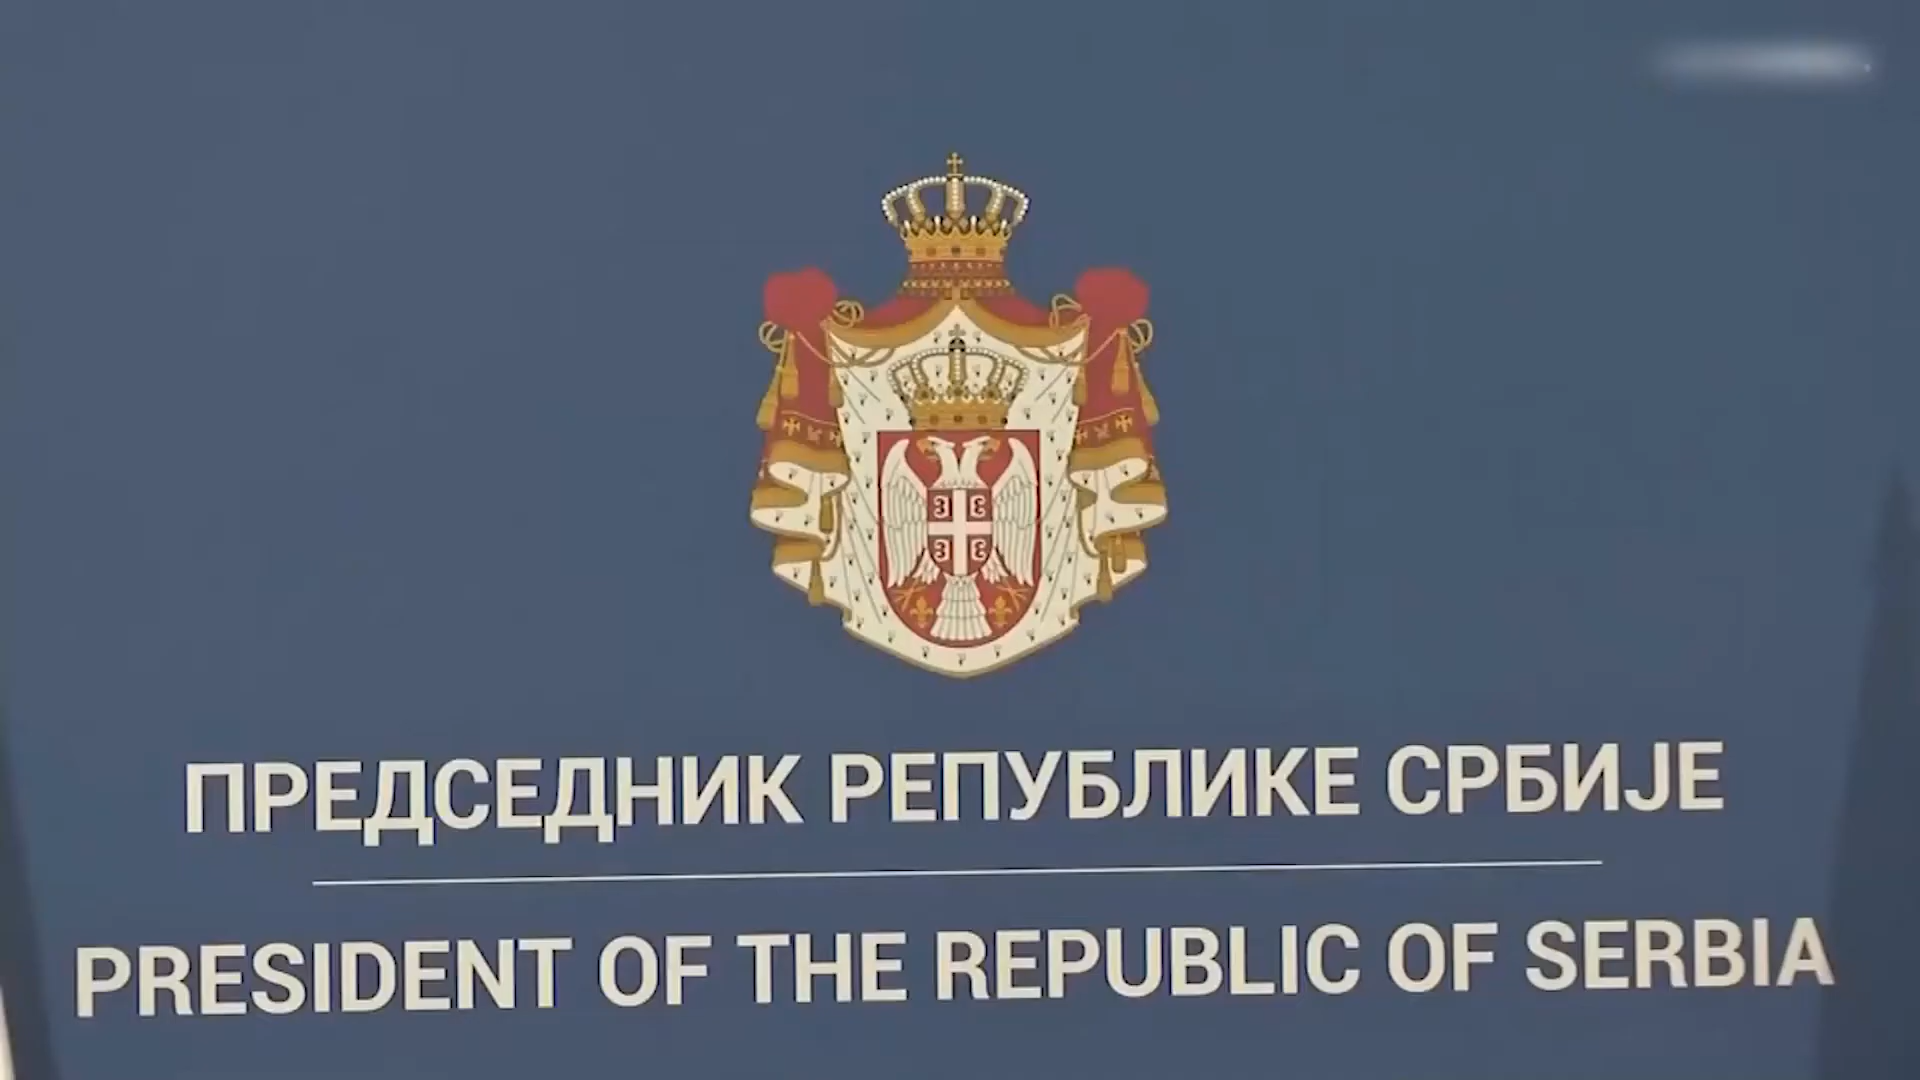 ПРЕДСЕДНИК РЕПУБЛИКЕ СРБИЈЕ
PRESIDENT OF THE REPUBLIC OF SERBIA